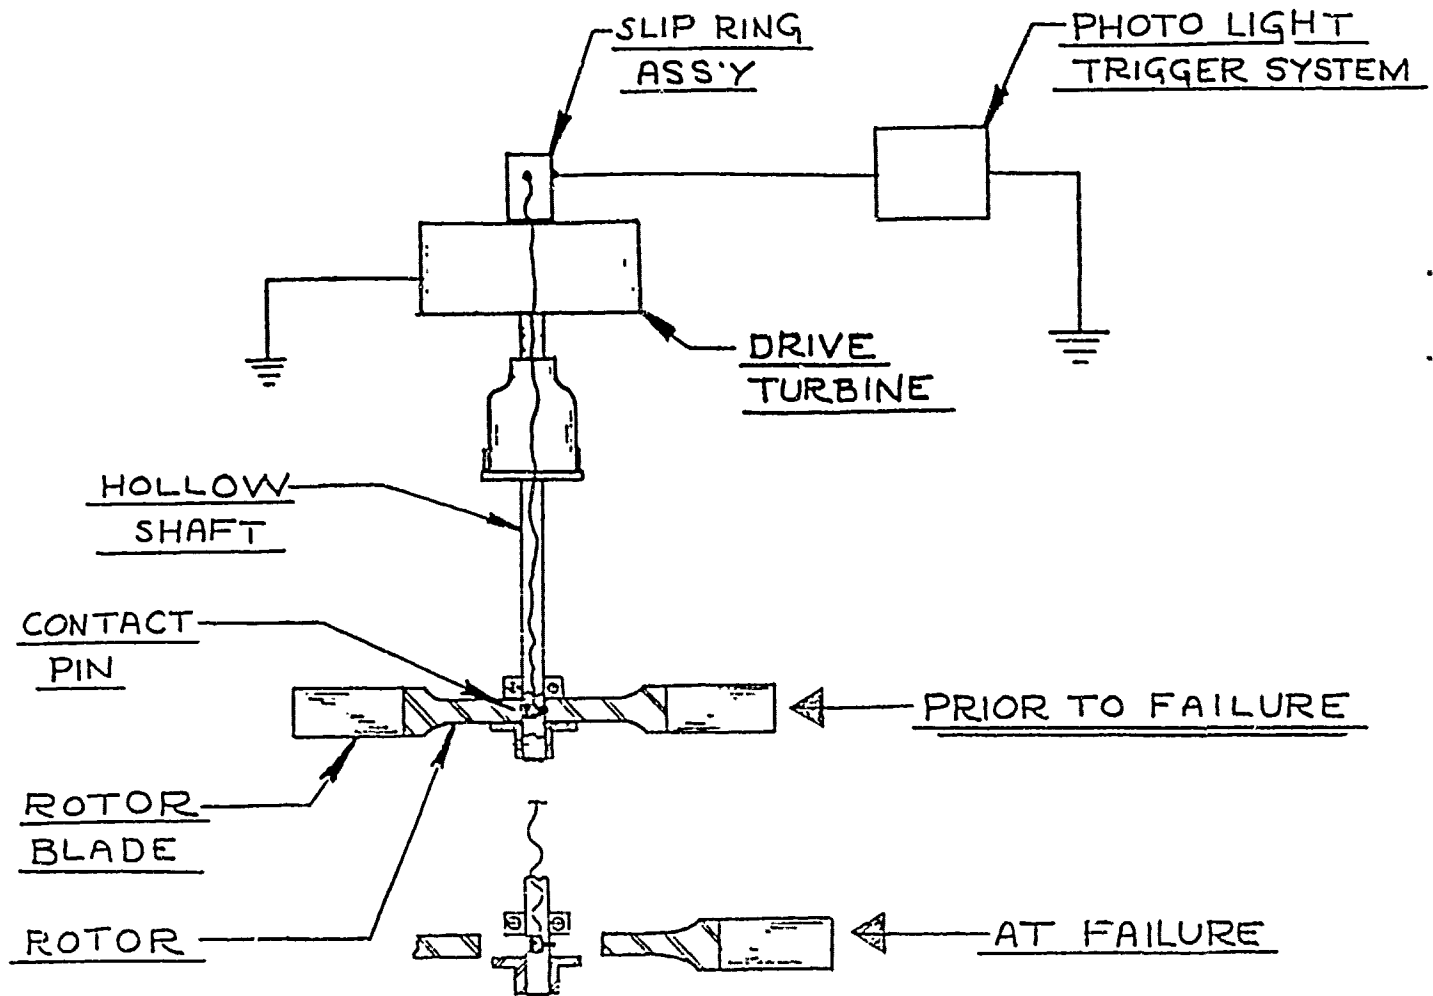 SLIP RING
ASS'Y
PHOTO LIGHT
TRIGGER SYSTEM
DRIVE
TURBINE
HOLLOW
SHAFT
CONTACT
PIN
PRIOR TO FAILURE
ROTOR
BLADE
ROTOR
AT FAILURE